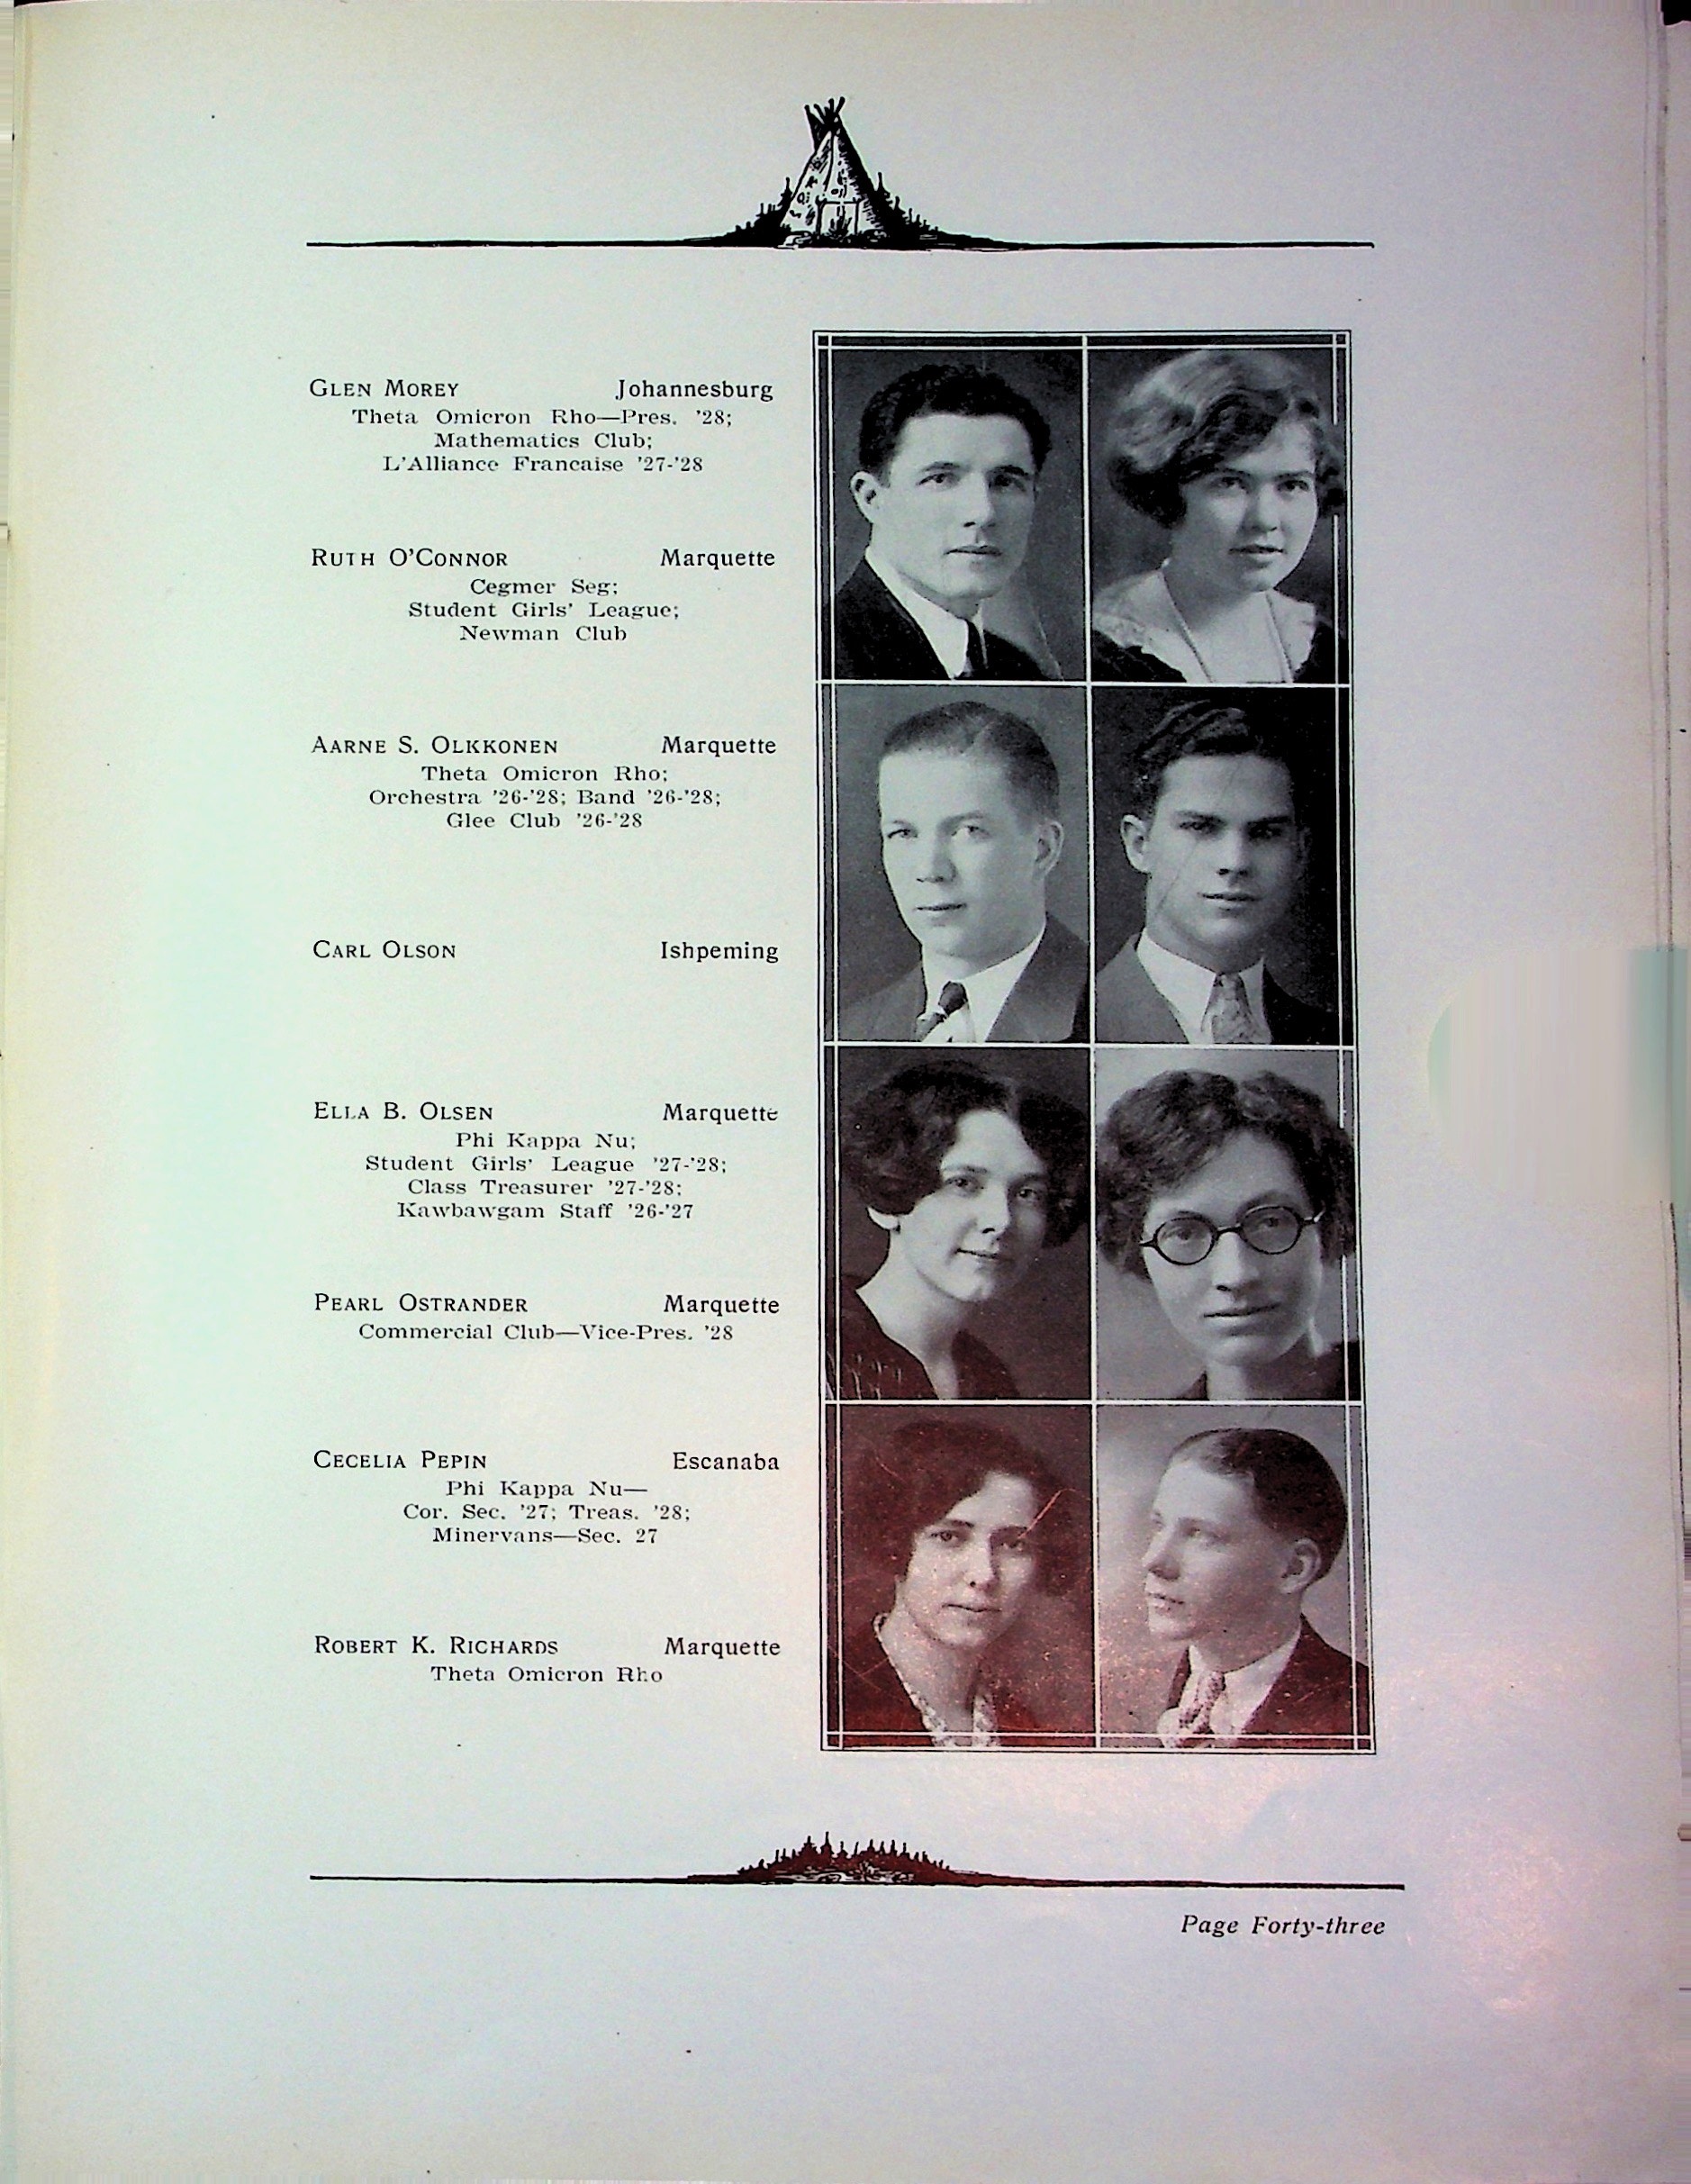 GLEN MOREY Johannesburg
Theta Omicron Rho—Pres. '28;
Mathematics Club;
L'Alliance Francaise '27-'28
RUTH O'CONNOR Marquette
Cegmer Seg;
Student Girls' League;
Newman Club
AARNE S. OLKKONEN Marquette
Theta Omicron Rho;
Orchestra '26-'28; Band '26-'28;
Glee Club '26-'28
CARL OLSON Ishpeming
ELLA B. OLSEN Marquette
Phi Kappa Nu;
Student Girls' League '27-'28;
Class Treasurer '27-'28;
Kawbawgam Staff '26-'27
PEARL OSTRANDER Marquette
Commercial Club—Vice-Pres. '28
CECELIA PEPIN Escanaba
Phi Kappa Nu—
Cor. Sec. '27; Treas. '28;
Minervans—Sec. 27
ROBERT K. RICHARDS Marquette
Theta Omicron Rho
Page Forty-three